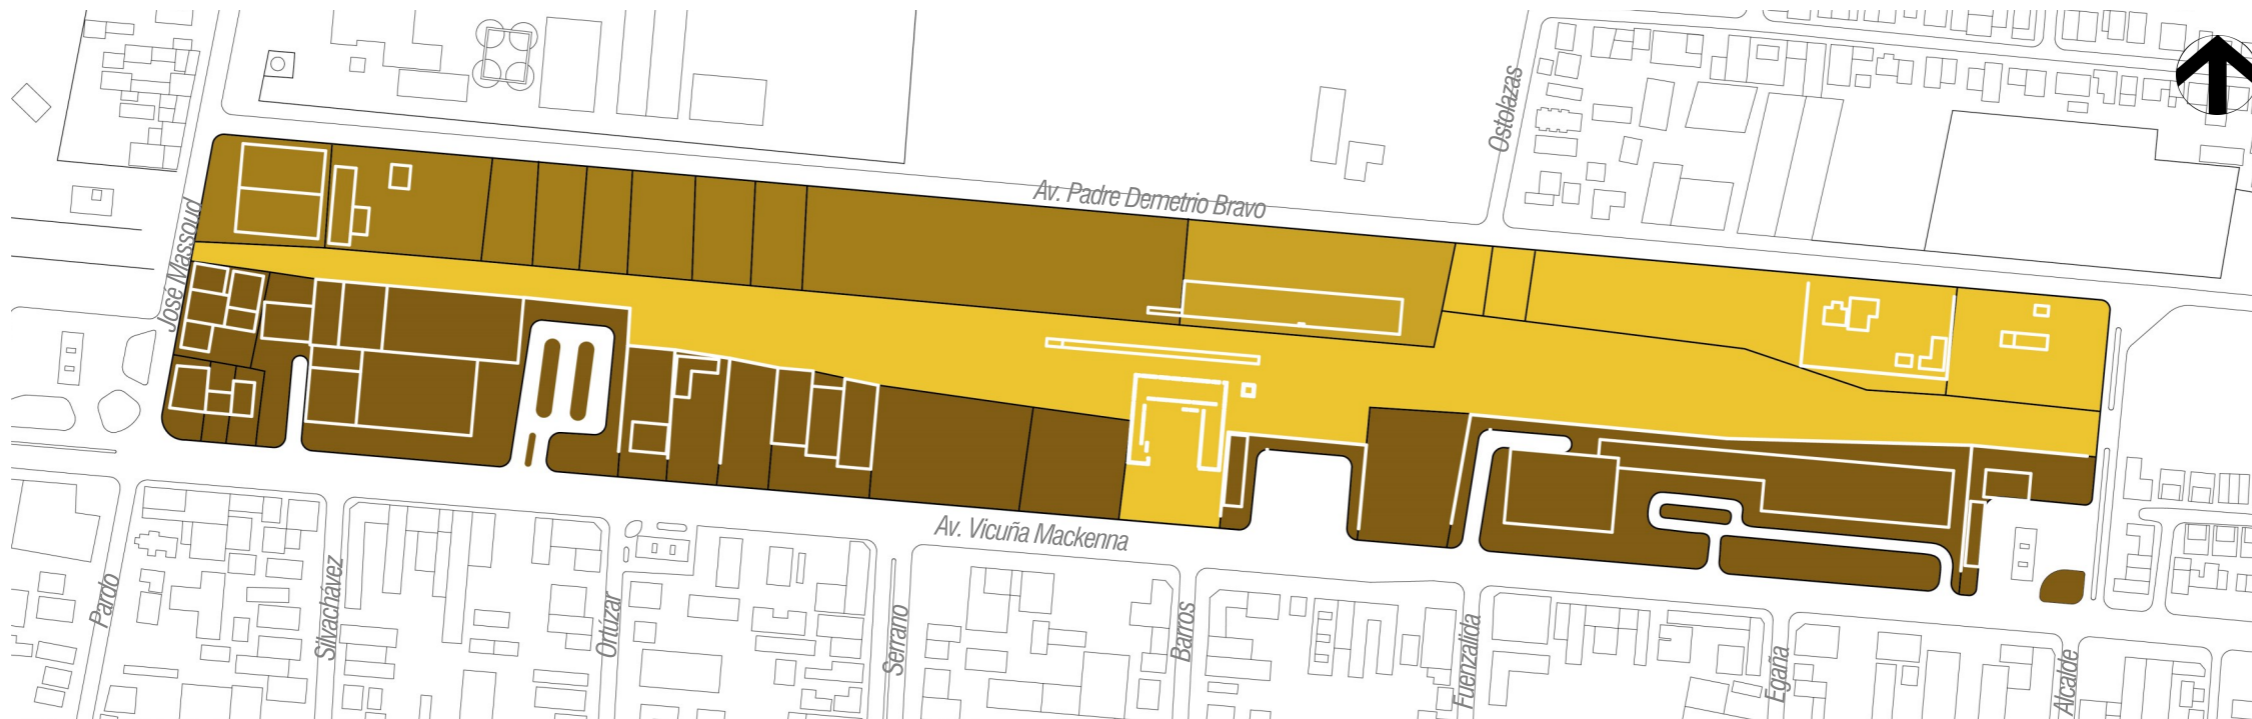 Ostolazas
Av. Padre Demetrio Bravo
José Massoud
Av. Vicuña Mackenna
Pardo
Silvachávez
Ortúzar
Serrano
Barros
Fuenzalida
Egaña
Alcalde